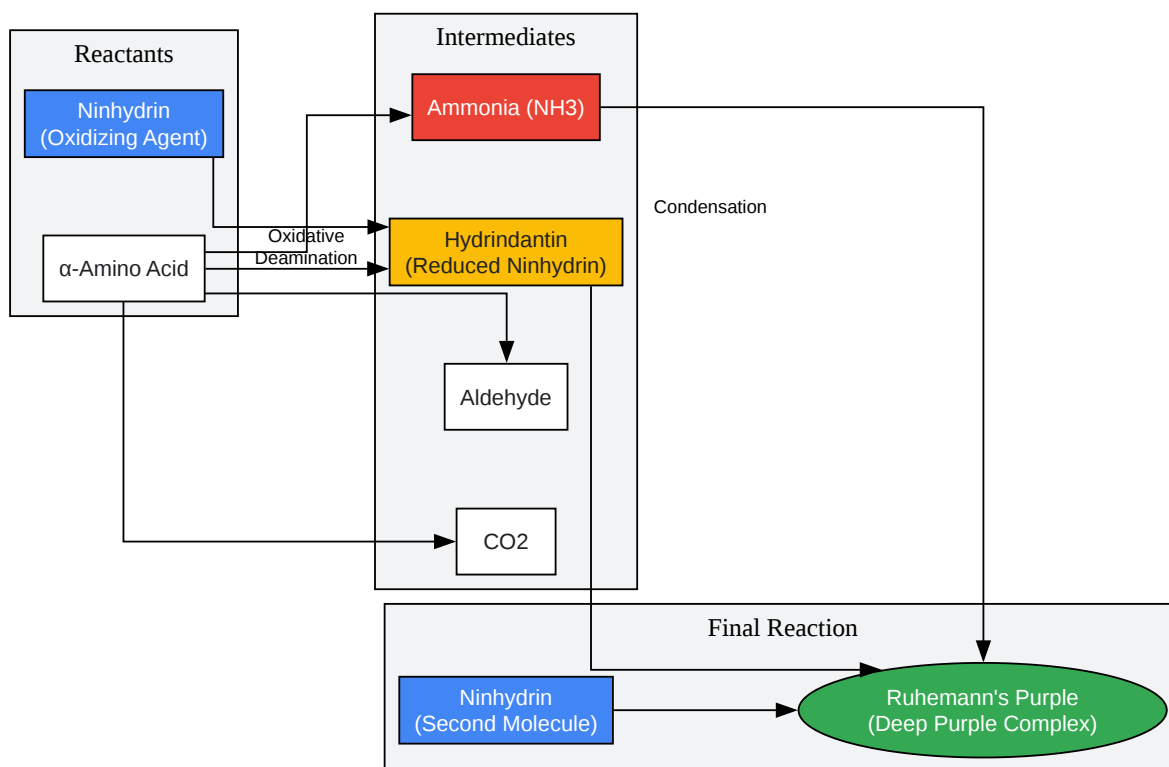 Reactants
Ninhydrin
(Oxidizing Agent)
α-Amino Acid
Oxidative
Deamination
Intermediates
Ammonia (NH3)
Hydrindantin
(Reduced Ninhydrin)
Aldehyde
CO2
Condensation
Final Reaction
Ninhydrin
(Second Molecule)
Ruhemann's Purple
(Deep Purple Complex)